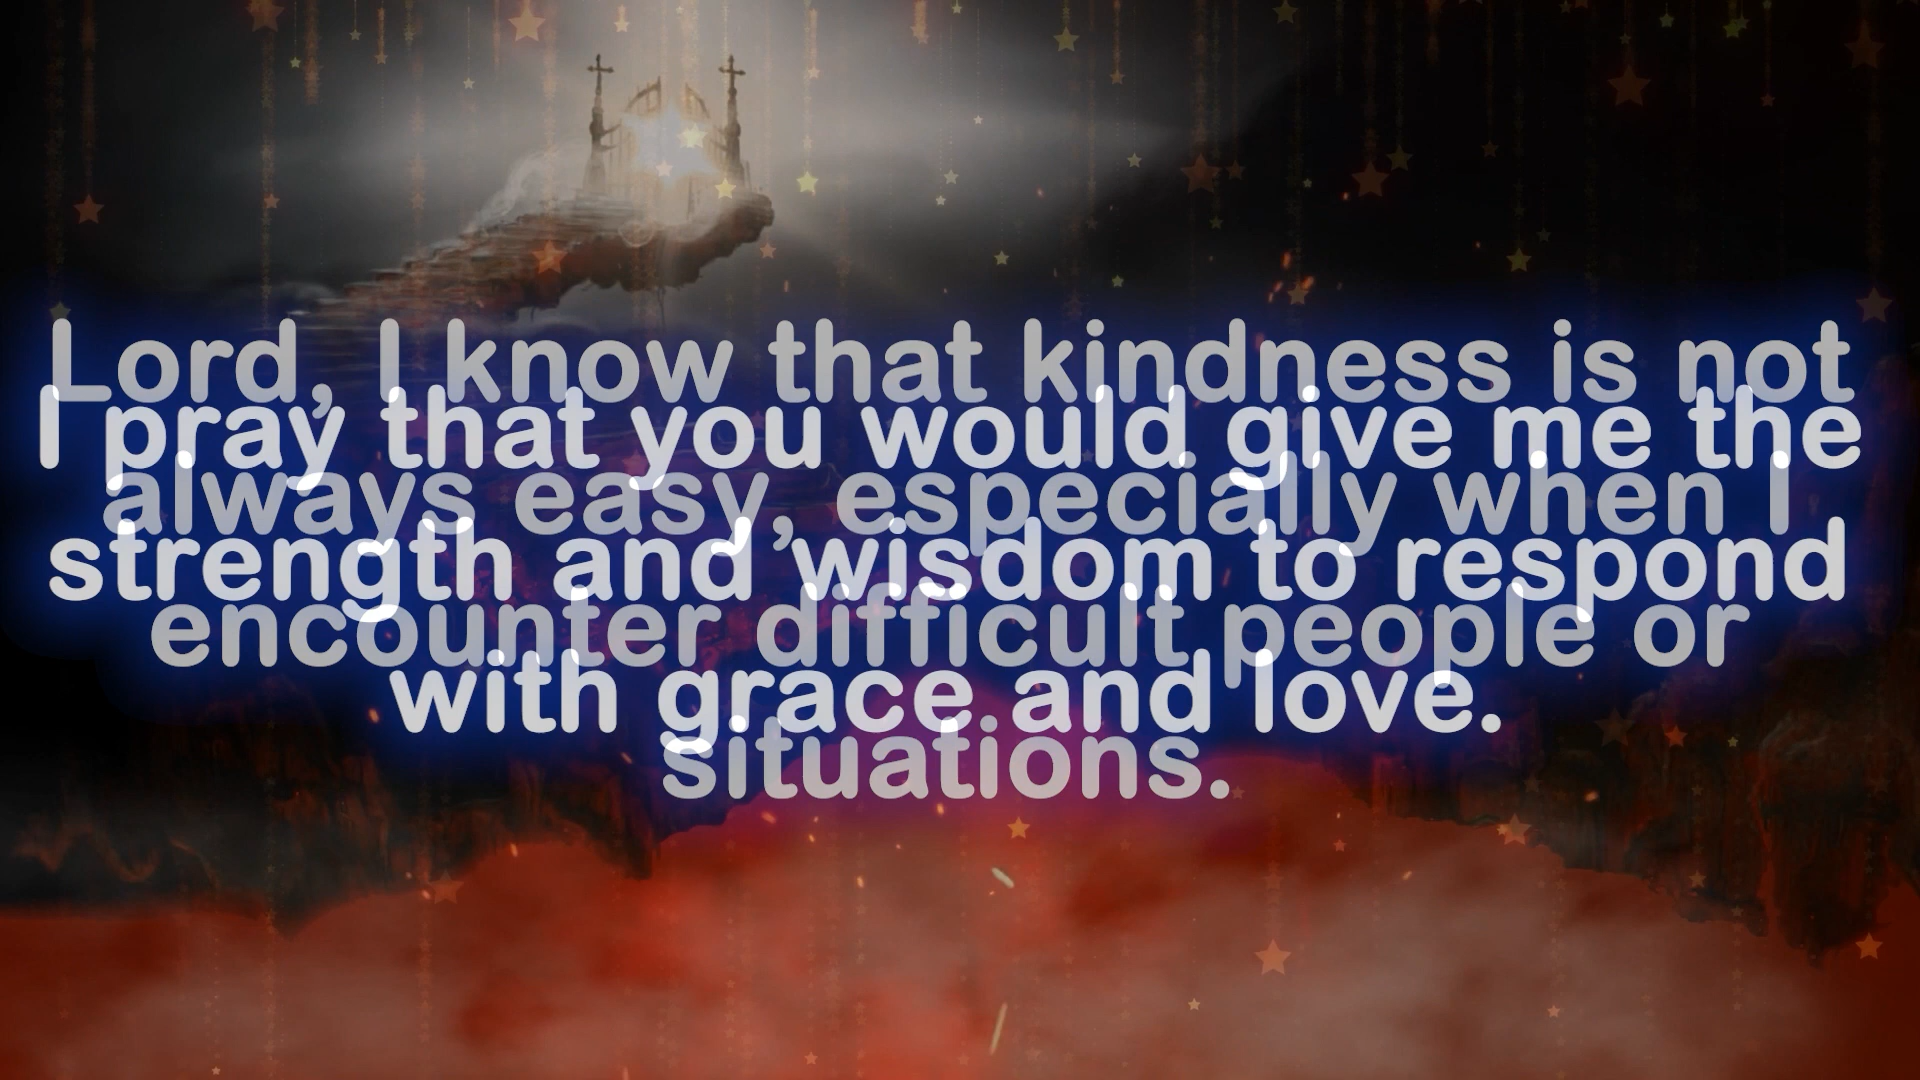 Lord, I know that kindness is not
always easy, especially when I
encounter difficult people or
situations.
I pray that you would give me the
strength and wisdom to respond
with grace and love.